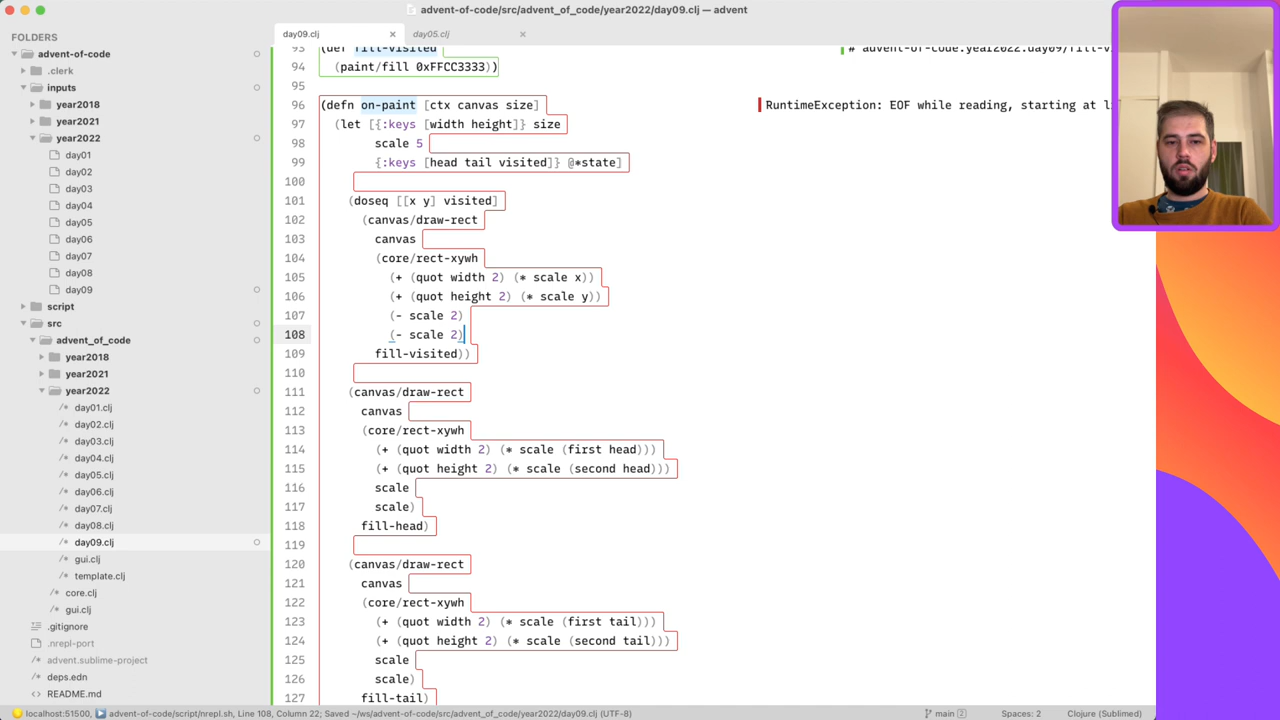 advent-of-code/src/advent_of_code/year2022/day09.clj — advent
FOLDERS
advent-of-code
.clerk
inputs
year2018
year2021
year2022
day01
day02
day03
day04
day05
day06
day07
day08
day09
script
src
advent_of_code
year2018
year2021
year2022
day01.clj
day02.clj
day03.clj
day04.clj
day05.clj
day06.clj
day07.clj
day08.clj
day09.clj
gui.clj
template.clj
core.clj
gui.clj
.gitignore
.nrepl-port
advent.sublime-project
deps.edn
README.md
day09.clj
day05.clj
93 (def fill-visited # advent-of-code.year2022.day09/fill-vi
94 (paint/fill 0xFFCC3333))
95
96 (defn on-paint [ctx canvas size] RuntimeException: EOF while reading, starting at li
97 (let [{:keys [width height]} size
98 scale 5
99 {:keys [head tail visited]} @*state]
100
101 (doseq [[x y] visited]
102 (canvas/draw-rect
103 canvas
104 (core/rect-xywh
105 (+ (quot width 2) (* scale x))
106 (+ (quot height 2) (* scale y))
107 (- scale 2)
108 (- scale 2)
109 fill-visited))
110
111 (canvas/draw-rect
112 canvas
113 (core/rect-xywh
114 (+ (quot width 2) (* scale (first head)))
115 (+ (quot height 2) (* scale (second head)))
116 scale
117 scale)
118 fill-head)
119
120 (canvas/draw-rect
121 canvas
122 (core/rect-xywh
123 (+ (quot width 2) (* scale (first tail)))
124 (+ (quot height 2) (* scale (second tail)))
125 scale
126 scale)
127 fill-tail)
localhost:51500, advent-of-code/script/nrepl.sh, Line 108, Column 22; Saved ~/ws/advent-of-code/src/advent_of_code/year2022/day09.clj (UTF-8) main 2 Spaces: 2 Clojure (Sublimed)